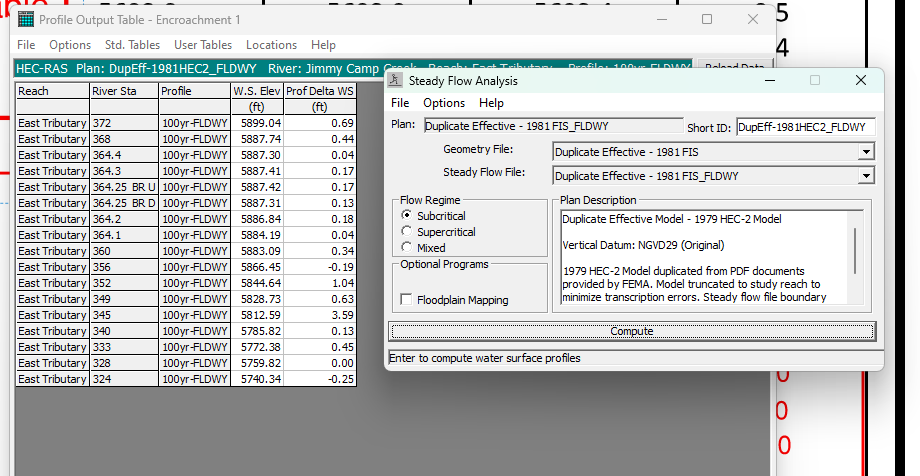 Profile Output Table - Encroachment 1
File Options Std. Tables User Tables Locations Help
HEC-RAS Plan: DupEff-1981HEC2_FLDWY River: Jimmy Camp Creek Reach: East Tributary Profile: 100yr-FLDWY Reload Data
Reach River Sta Profile W.S. Elev Prof Delta WS
(ft) (ft)
East Tributary 372 100yr-FLDWY 5899.04 0.69
East Tributary 368 100yr-FLDWY 5887.74 0.44
East Tributary 364.4 100yr-FLDWY 5887.30 0.04
East Tributary 364.3 100yr-FLDWY 5887.41 0.17
East Tributary 364.25 BR U 100yr-FLDWY 5887.42 0.17
East Tributary 364.25 BR D 100yr-FLDWY 5887.31 0.13
East Tributary 364.2 100yr-FLDWY 5886.84 0.18
East Tributary 364.1 100yr-FLDWY 5884.19 0.04
East Tributary 360 100yr-FLDWY 5883.09 0.34
East Tributary 356 100yr-FLDWY 5866.45 -0.19
East Tributary 352 100yr-FLDWY 5844.64 1.04
East Tributary 349 100yr-FLDWY 5828.73 0.63
East Tributary 345 100yr-FLDWY 5812.59 3.59
East Tributary 340 100yr-FLDWY 5785.82 0.13
East Tributary 333 100yr-FLDWY 5772.38 0.45
East Tributary 328 100yr-FLDWY 5759.82 0.00
East Tributary 324 100yr-FLDWY 5740.34 -0.25
Steady Flow Analysis
File Options Help
Plan: Duplicate Effective - 1981 FIS_FLDWY Short ID: DupEff-1981HEC2_FLDWY
Geometry File: Duplicate Effective - 1981 FIS
Steady Flow File: Duplicate Effective - 1981 FIS_FLDWY
Flow Regime
Subcritical
Supercritical
Mixed
Optional Programs
Floodplain Mapping
Plan Description
Duplicate Effective Model - 1979 HEC-2 Model
Vertical Datum: NGVD29 (Original)
1979 HEC-2 Model duplicated from PDF documents
provided by FEMA. Model truncated to study reach to
minimize transcription errors. Steady flow file boundary
Compute
Enter to compute water surface profiles